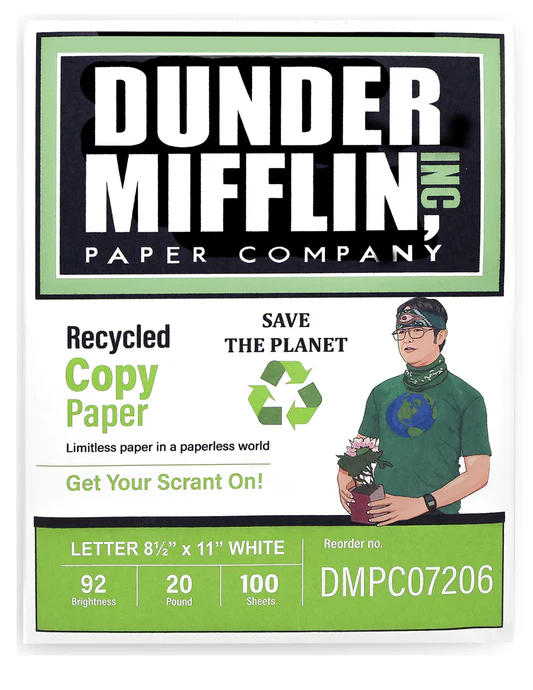 DUNDER
MIFFLIN, INC
PAPER COMPANY
SAVE
THE PLANET
Recycled
Copy
Paper
Limitless paper in a paperless world
Get Your Scrant On!
LETTER 8½" x 11" WHITE
92
Brightness
20
Pound
100
Sheets
Reorder no.
DMPC07206